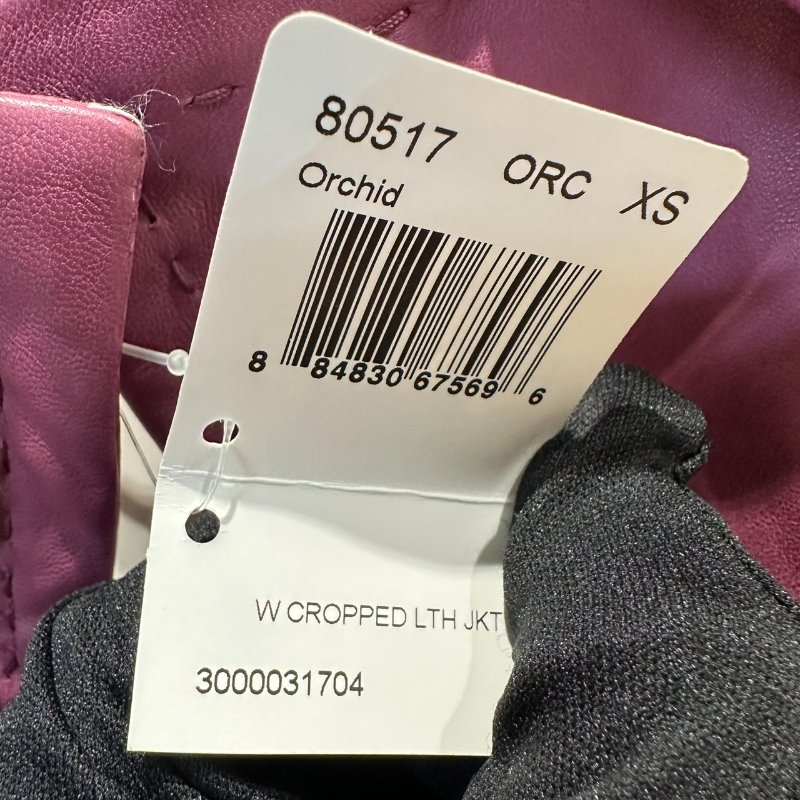 80517 ORC XS
Orchid
8 84830 67569 6
W CROPPED LTH JKT
3000031704